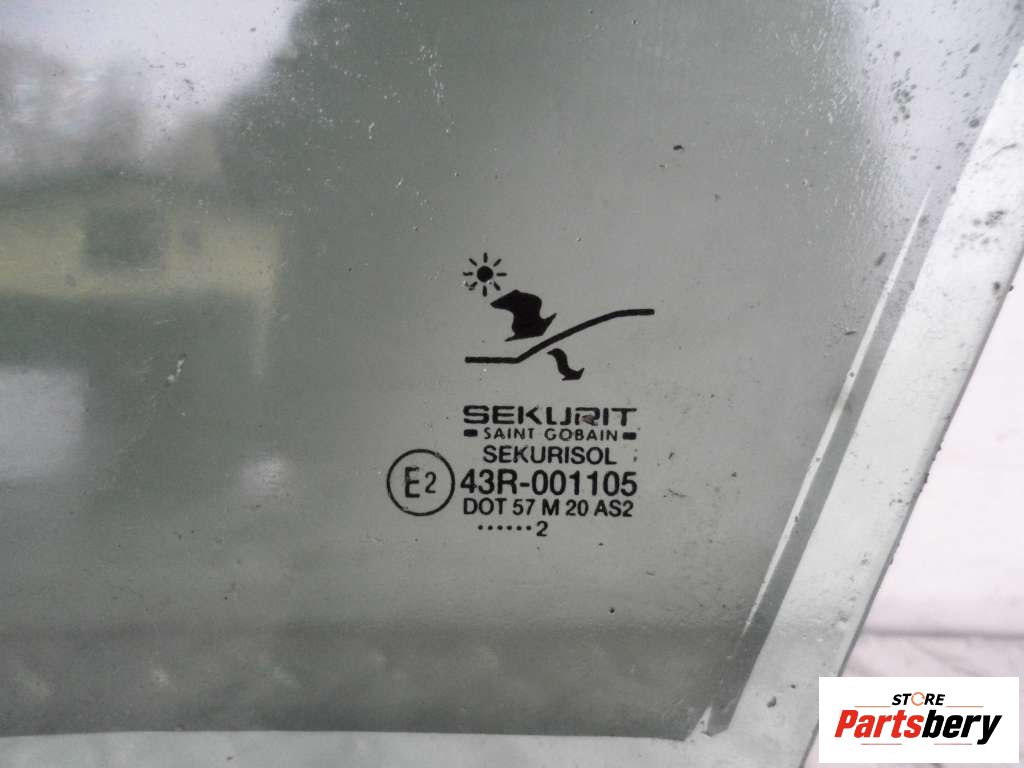 SEKURIT
SAINT GOBAIN
SEKURISOL
E2 43R-001105
DOT 57 M 20 AS2
......2
STORE
Partsbery